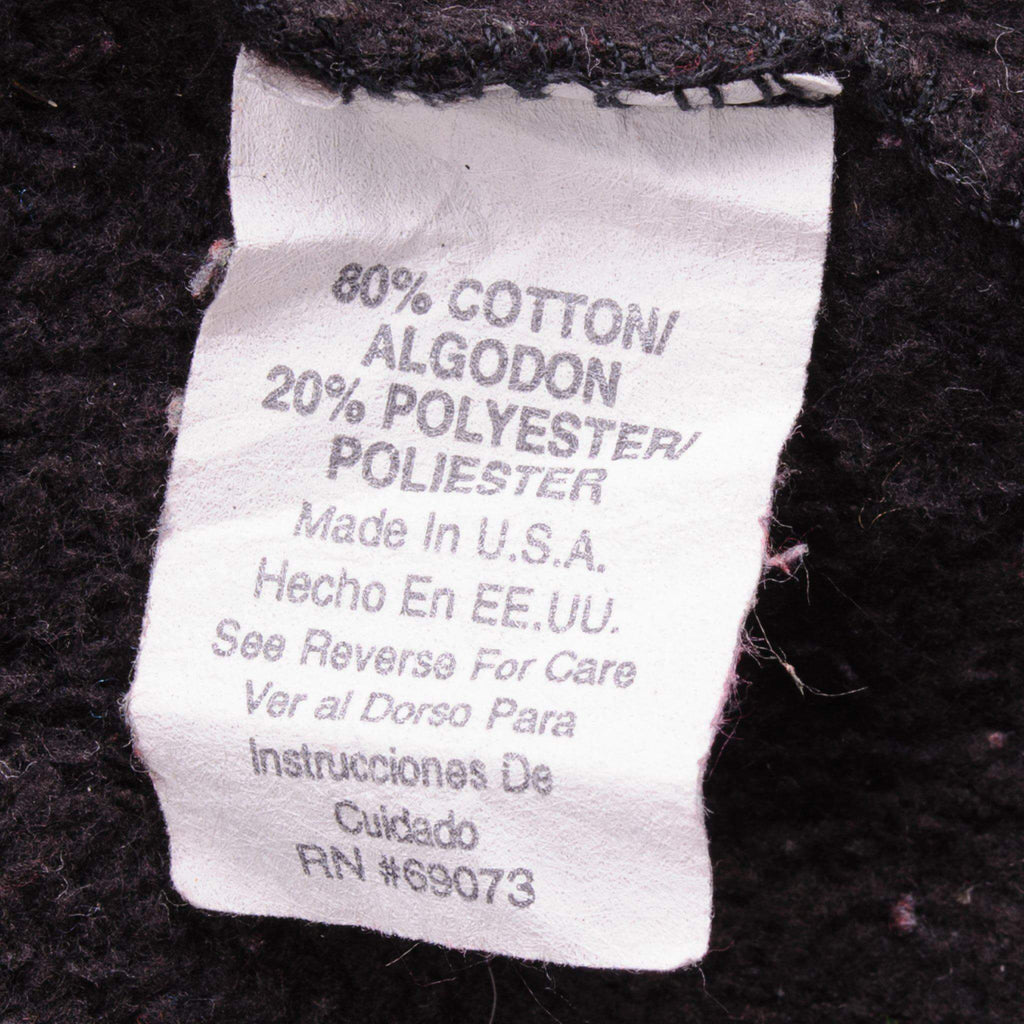 80% COTTON/
ALGODON
20% POLYESTER/
POLIESTER
Made In U.S.A.
Hecho En EE.UU.
See Reverse For Care
Ver al Dorso Para
Instrucciones De
Cuidado
RN #69073